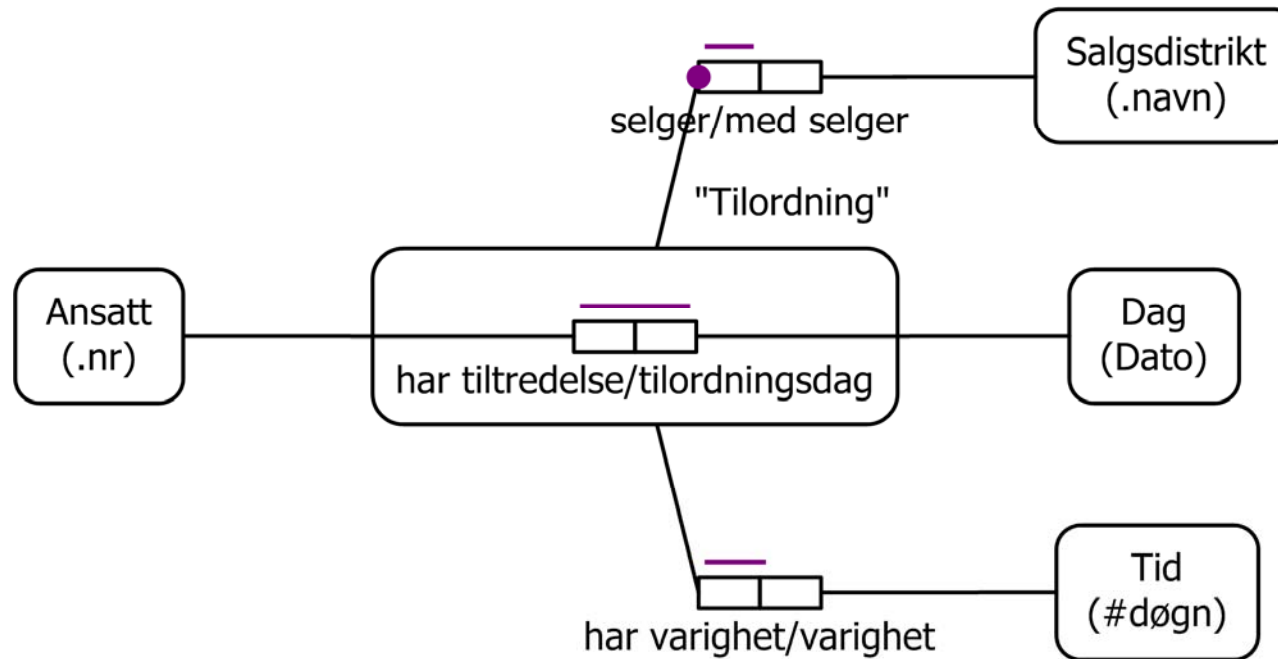 Salgsdistrikt
(.navn)
selger/med selger
"Tilordning"
Ansatt
(.nr)
har tiltredelse/tilordningsdag
Dag
(Dato)
har varighet/varighet
Tid
(#døgn)